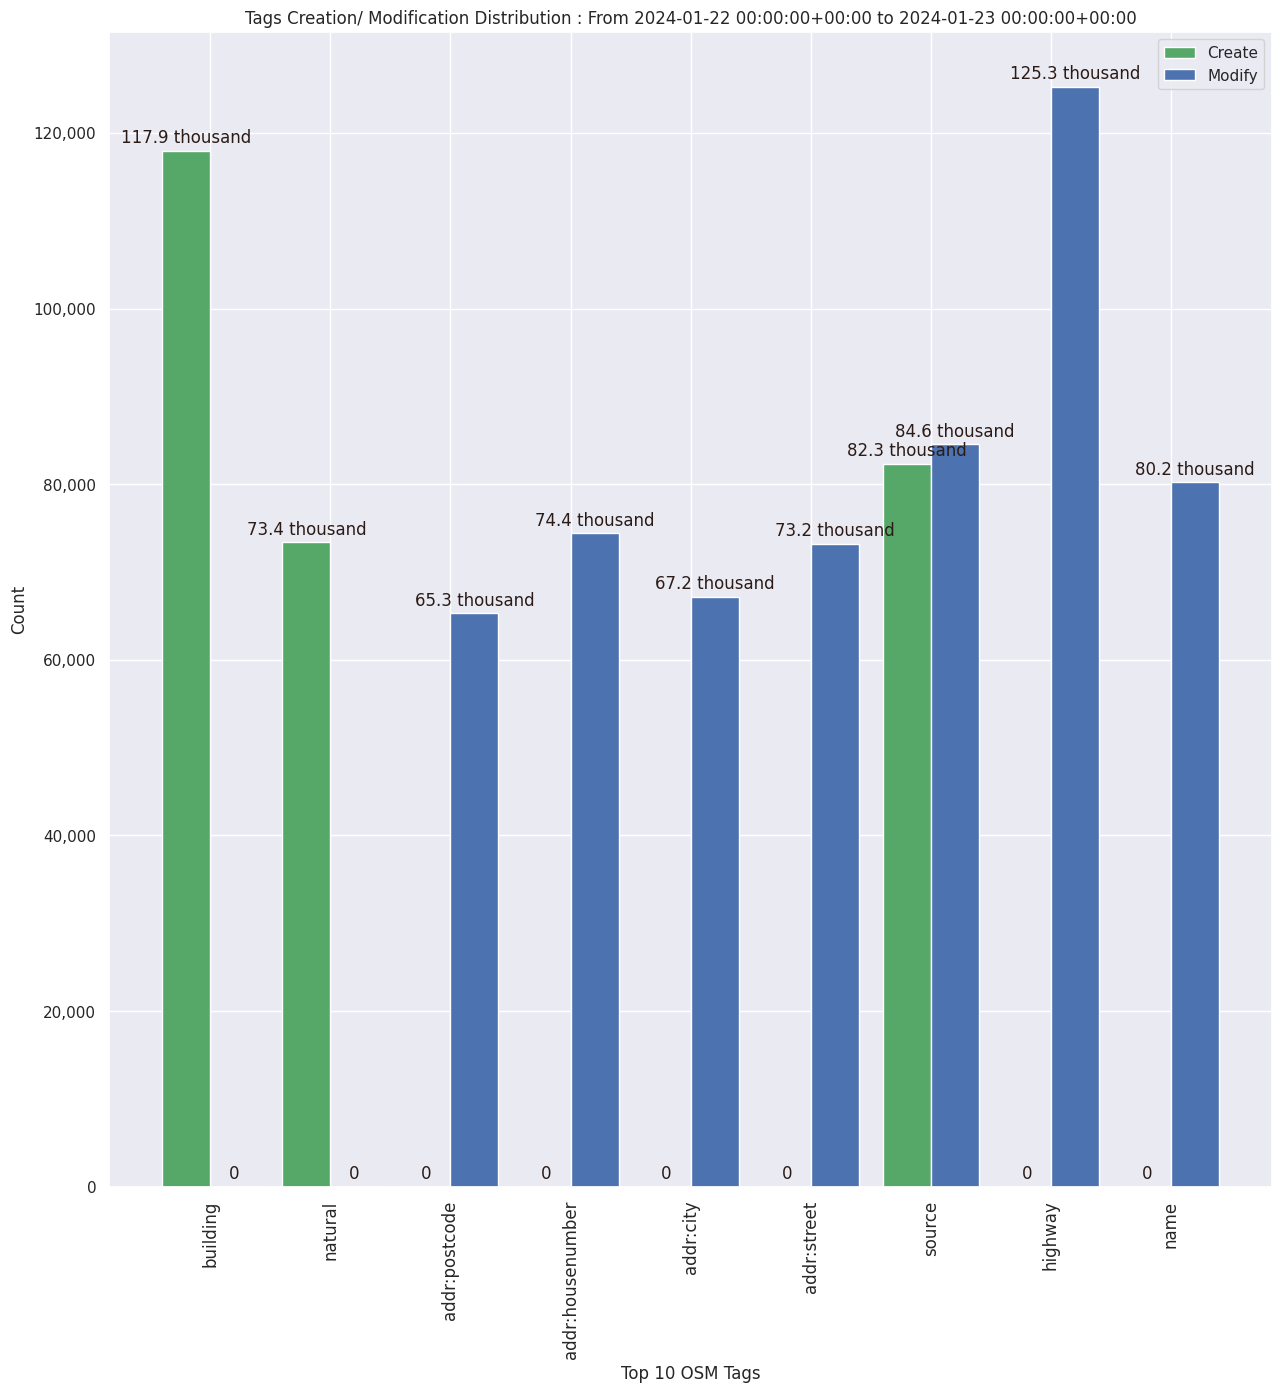 Tags Creation/ Modification Distribution : From 2024-01-22 00:00:00+00:00 to 2024-01-23 00:00:00+00:00
Create
Modify
Count
120,000
100,000
80,000
60,000
40,000
20,000
0
117.9 thousand
0
73.4 thousand
0
0
65.3 thousand
0
74.4 thousand
0
67.2 thousand
0
73.2 thousand
82.3 thousand
84.6 thousand
0
125.3 thousand
0
80.2 thousand
building
natural
addr:postcode
addr:housenumber
addr:city
addr:street
source
highway
name
Top 10 OSM Tags